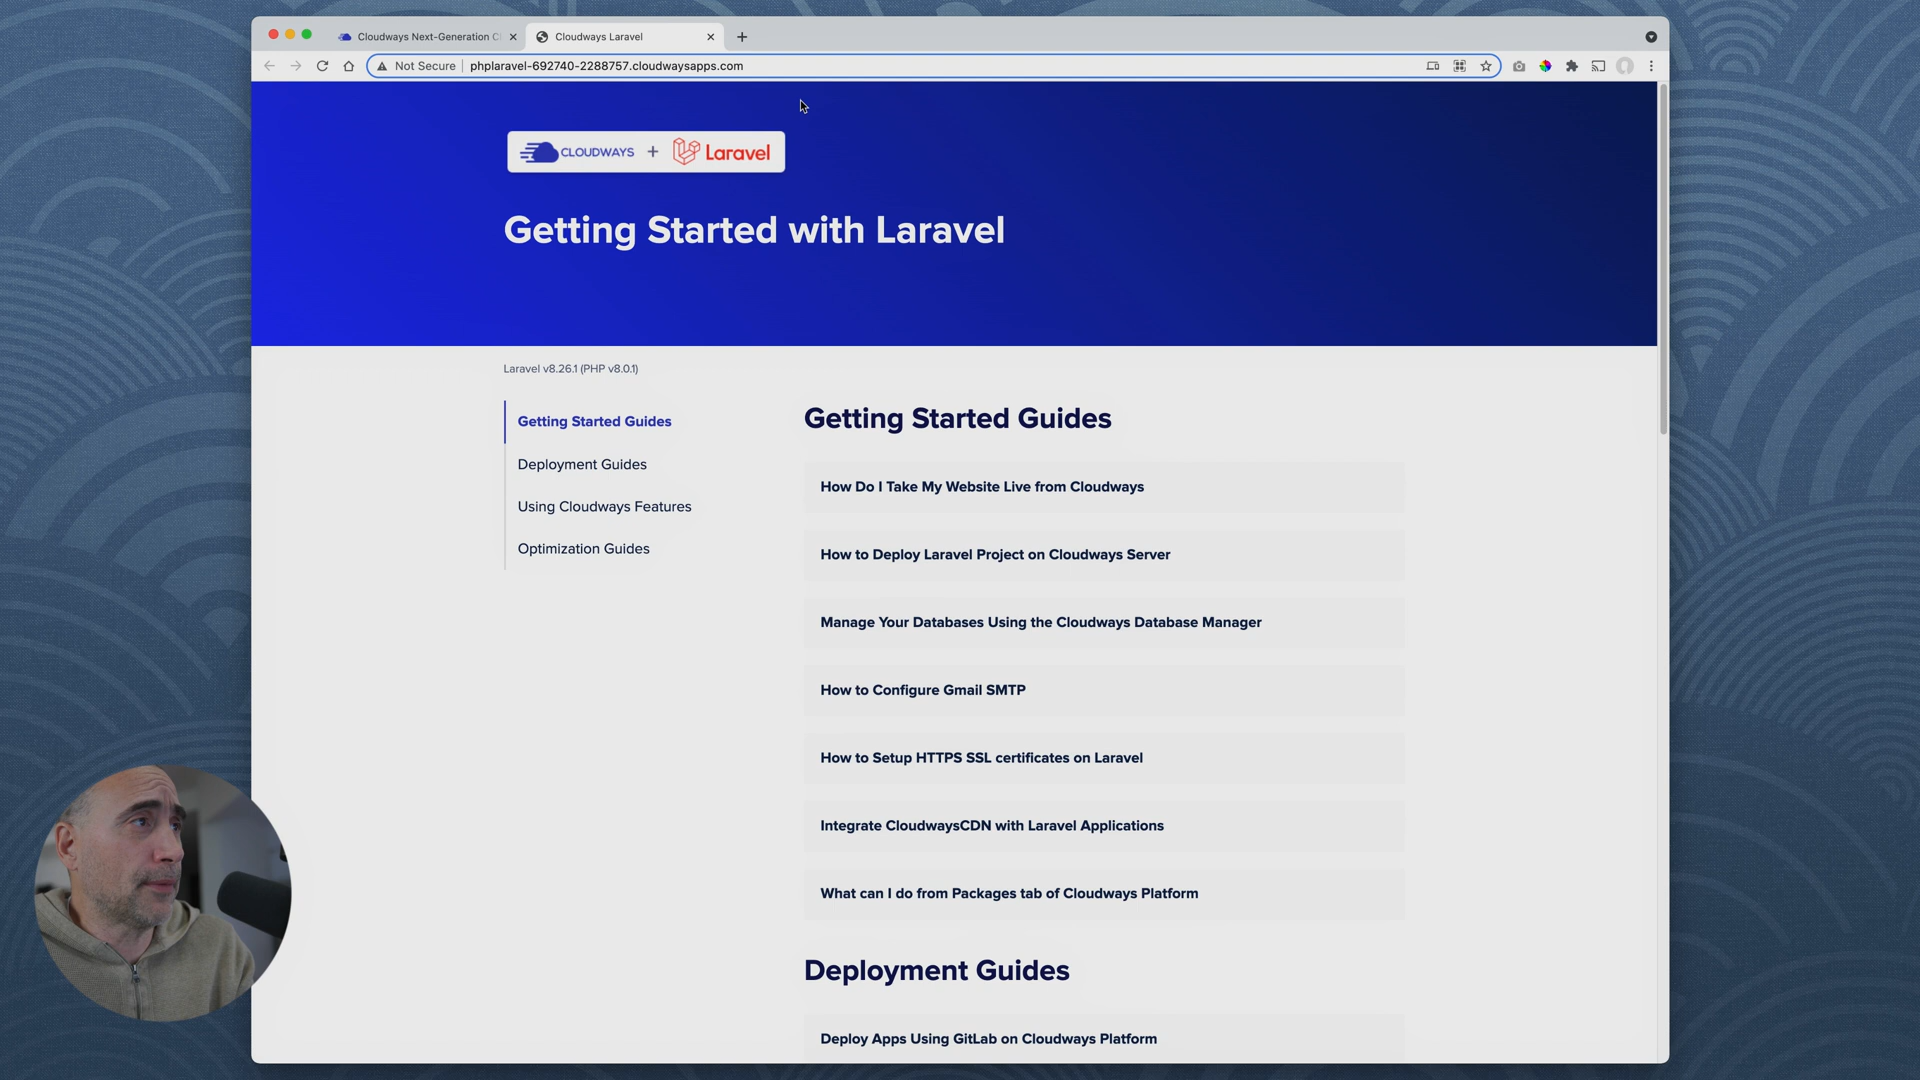 Cloudways Next-Generation C
Cloudways Laravel
Not Secure
phplaravel-692740-2288757.cloudwaysapps.com
CLOUDWAYS + Laravel
Getting Started with Laravel
Laravel v8.26.1 (PHP v8.0.1)
Getting Started Guides
Deployment Guides
Using Cloudways Features
Optimization Guides
Getting Started Guides
How Do I Take My Website Live from Cloudways
How to Deploy Laravel Project on Cloudways Server
Manage Your Databases Using the Cloudways Database Manager
How to Configure Gmail SMTP
How to Setup HTTPS SSL certificates on Laravel
Integrate CloudwaysCDN with Laravel Applications
What can I do from Packages tab of Cloudways Platform
Deployment Guides
Deploy Apps Using GitLab on Cloudways Platform